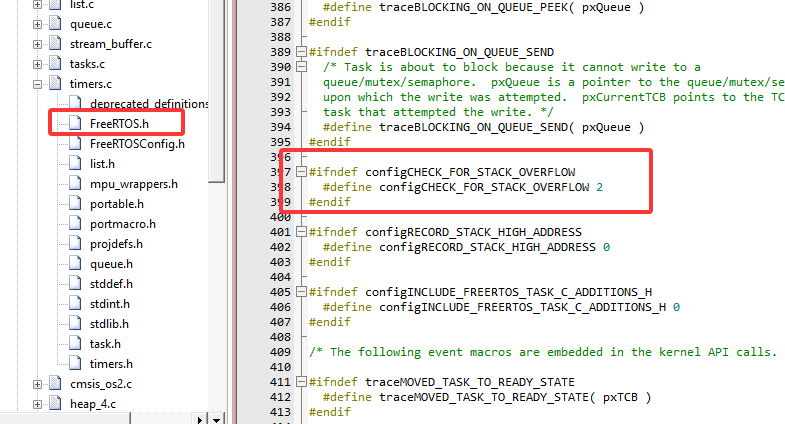 list.c
queue.c
stream_buffer.c
tasks.c
timers.c
deprecated_definitions
FreeRTOS.h
FreeRTOSConfig.h
list.h
mpu_wrappers.h
portable.h
portmacro.h
projdefs.h
queue.h
stddef.h
stdint.h
stdlib.h
task.h
timers.h
cmsis_os2.c
heap_4.c
386 #define traceBLOCKING_ON_QUEUE_PEEK( pxQueue )
387 #endif
388
389 #ifndef traceBLOCKING_ON_QUEUE_SEND
390 /* Task is about to block because it cannot write to a
391 queue/mutex/semaphore. pxQueue is a pointer to the queue/mutex/se
392 upon which the write was attempted. pxCurrentTCB points to the TC
393 task that attempted the write. */
394 #define traceBLOCKING_ON_QUEUE_SEND( pxQueue )
395 #endif
396
397 #ifndef configCHECK_FOR_STACK_OVERFLOW
398 #define configCHECK_FOR_STACK_OVERFLOW 2
399 #endif
400
401 #ifndef configRECORD_STACK_HIGH_ADDRESS
402 #define configRECORD_STACK_HIGH_ADDRESS 0
403 #endif
404
405 #ifndef configINCLUDE_FREERTOS_TASK_C_ADDITIONS_H
406 #define configINCLUDE_FREERTOS_TASK_C_ADDITIONS_H 0
407 #endif
408
409 /* The following event macros are embedded in the kernel API calls.
410
411 #ifndef traceMOVED_TASK_TO_READY_STATE
412 #define traceMOVED_TASK_TO_READY_STATE( pxTCB )
413 #endif